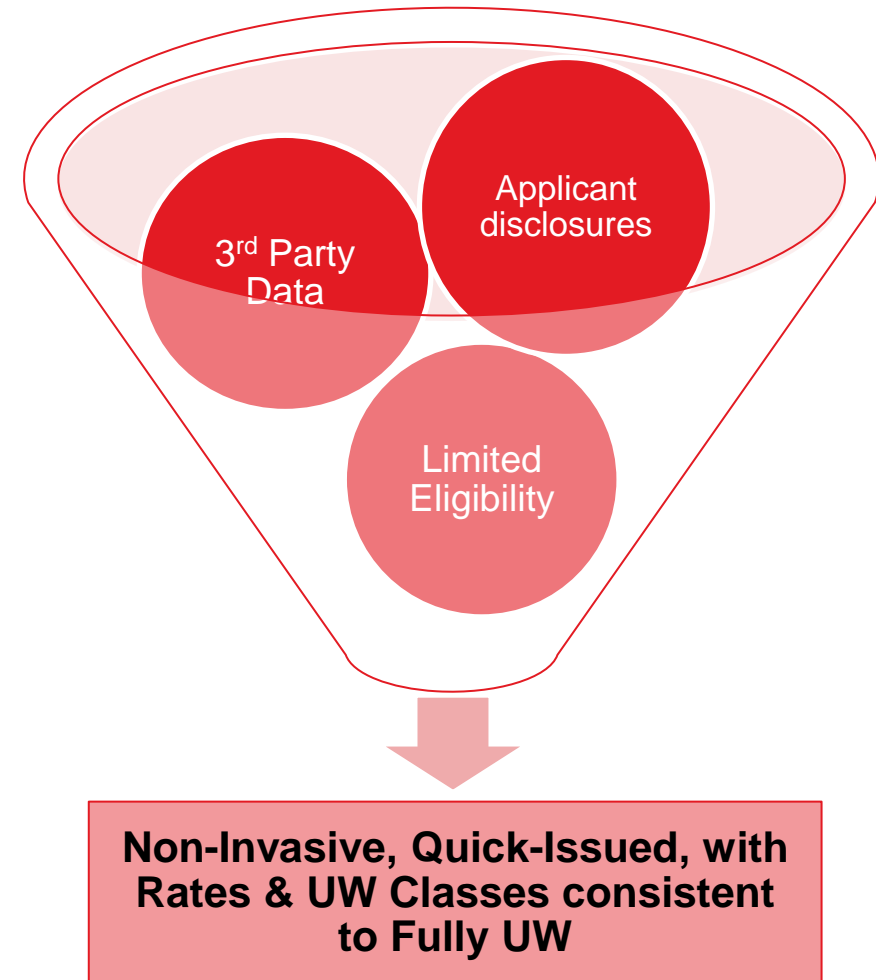 Applicant
disclosures
3rd Party
Data
Limited
Eligibility
Non-Invasive, Quick-Issued, with
Rates & UW Classes consistent
to Fully UW